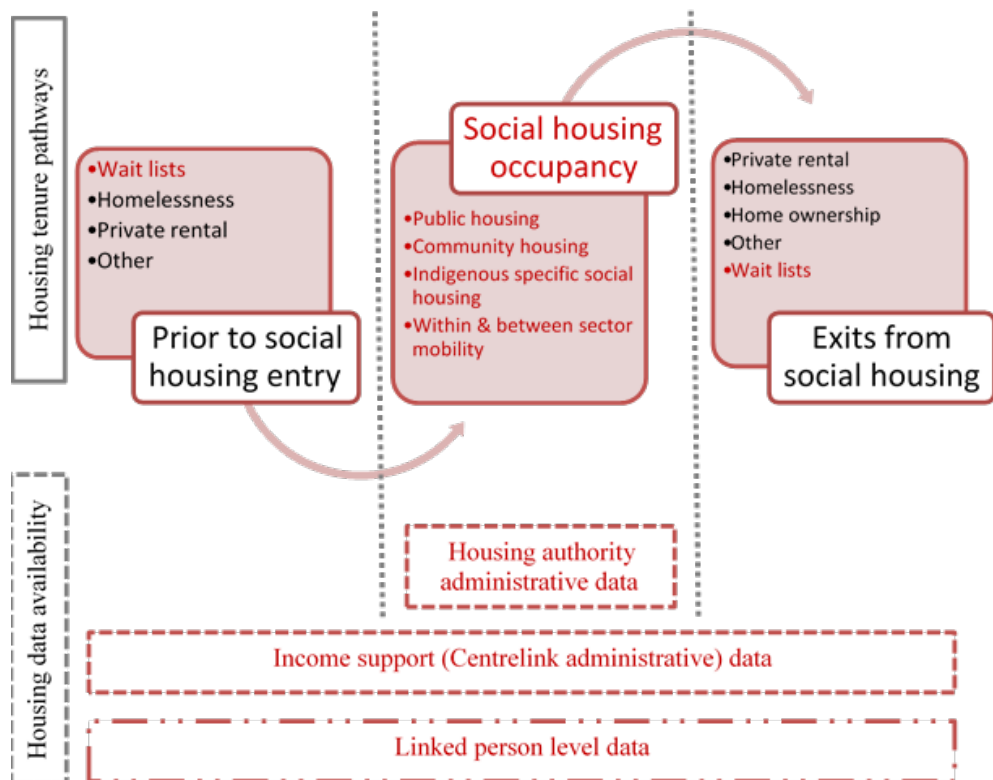 Housing tenure pathways
•Wait lists
•Homelessness
•Private rental
•Other
Prior to social
housing entry
Social housing
occupancy
•Public housing
•Community housing
•Indigenous specific social
housing
•Within & between sector
mobility
•Private rental
•Homelessness
•Home ownership
•Other
•Wait lists
Exits from
social housing
Housing data availability
Housing authority
administrative data
Income support (Centrelink administrative) data
Linked person level data